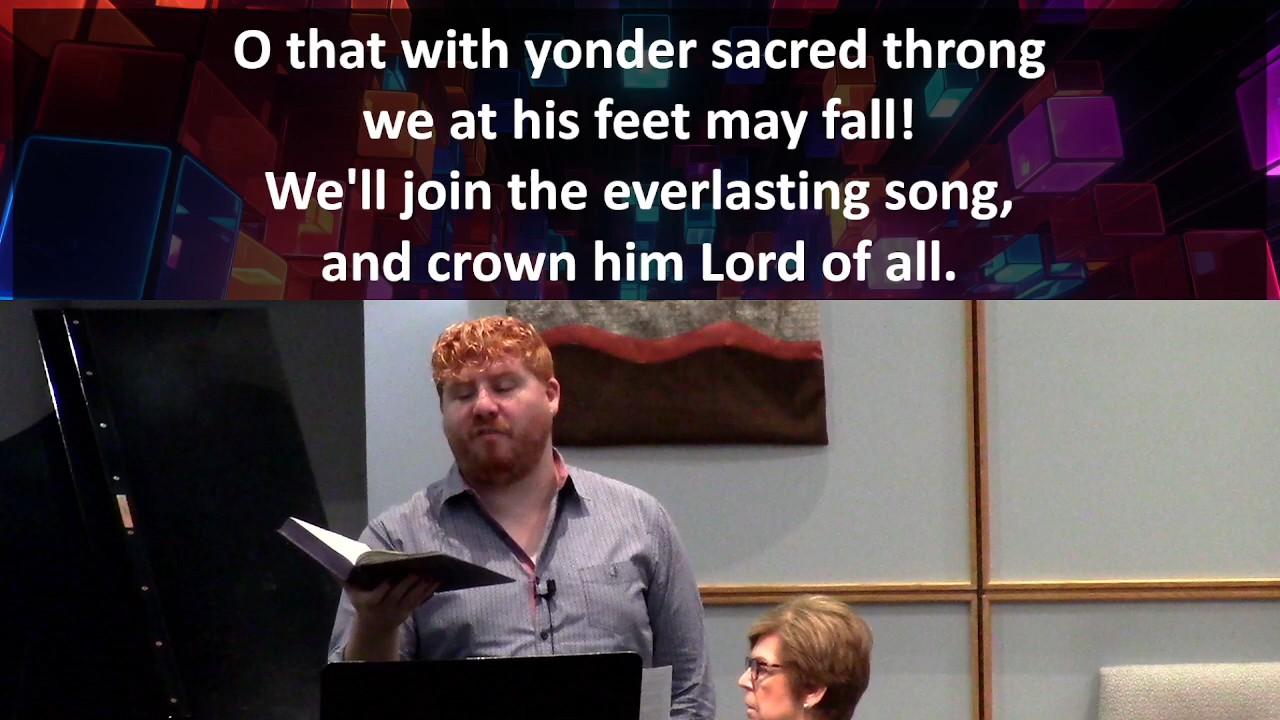 O that with yonder sacred throng
we at his feet may fall!
We'll join the everlasting song,
and crown him Lord of all.